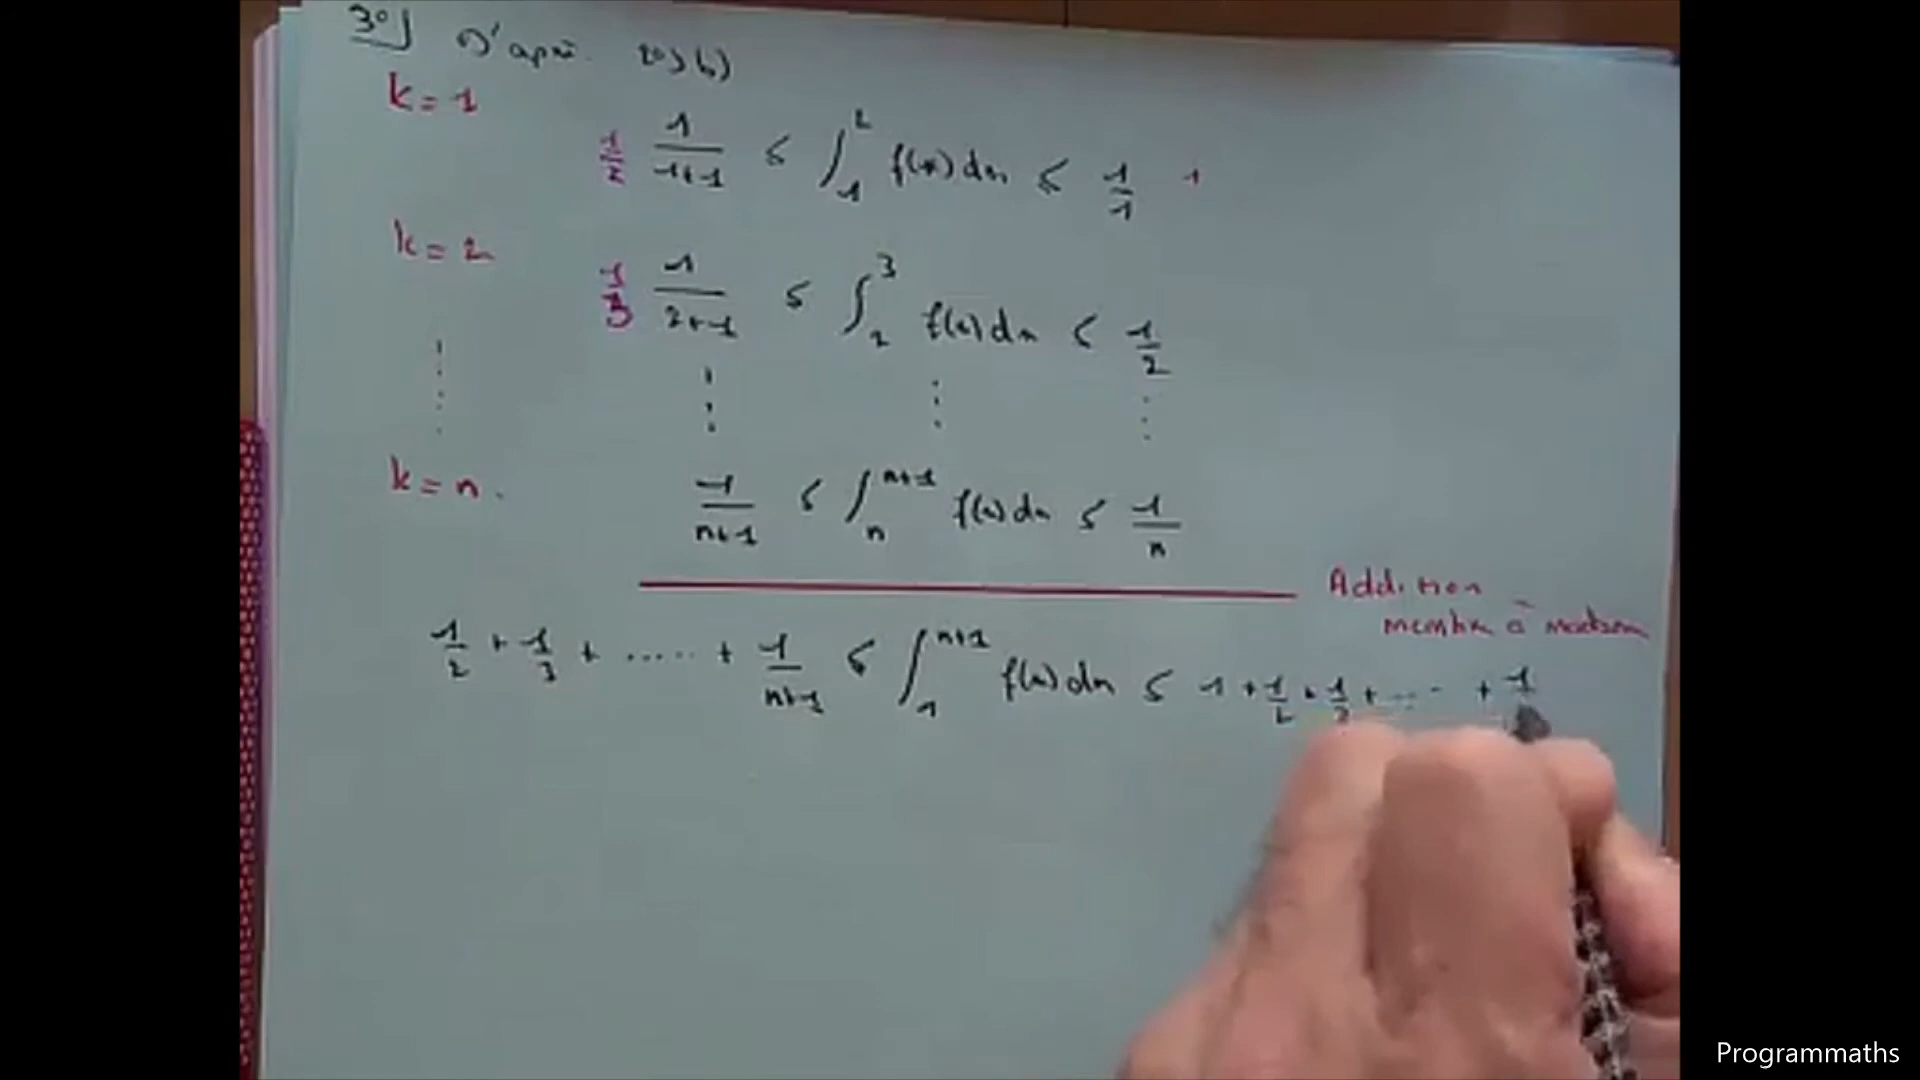 3°) D'après 2°) b)
k = 1
1/2 1/(1+1) ≤ ∫_1^2 f(x) dx ≤ 1/1 1
k = 2
1/3 1/(2+1) ≤ ∫_2^3 f(x) dx ≤ 1/2
k = n.
1/(n+1) ≤ ∫_n^{n+1} f(x) dx ≤ 1/n
Addition
membre à membre
1/2 + 1/3 + ..... + 1/(n+1) ≤ ∫_1^{n+1} f(x) dx ≤ 1 + 1/2 + 1/3 + ... + 1
Programmaths